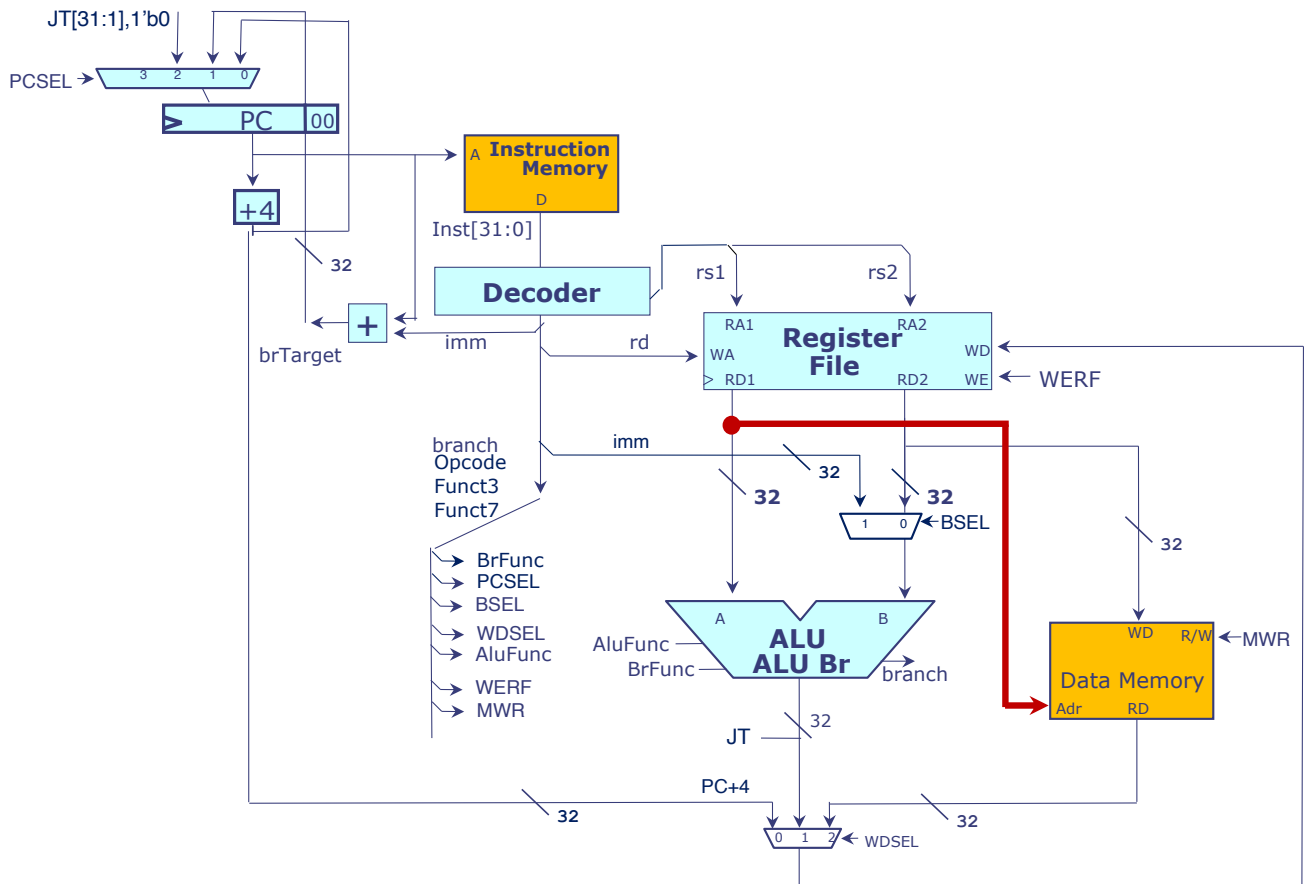 JT[31:1],1'b0
PCSEL
3 2 1 0
PC 00
+4
32
A Instruction
Memory
D
Inst[31:0]
Decoder
rs1
rs2
+
brTarget
imm
rd
RA1
RA2
Register
File
WA
WD
RD1
RD2
WE
WERF
branch
Opcode
Funct3
Funct7
imm
32
32
32
1 0
BSEL
32
BrFunc
PCSEL
BSEL
WDSEL
AluFunc
WERF
MWR
A
B
ALU
ALU Br
AluFunc
BrFunc
branch
WD
R/W
MWR
Data Memory
Adr
RD
32
JT
PC+4
32
32
0 1 2
WDSEL